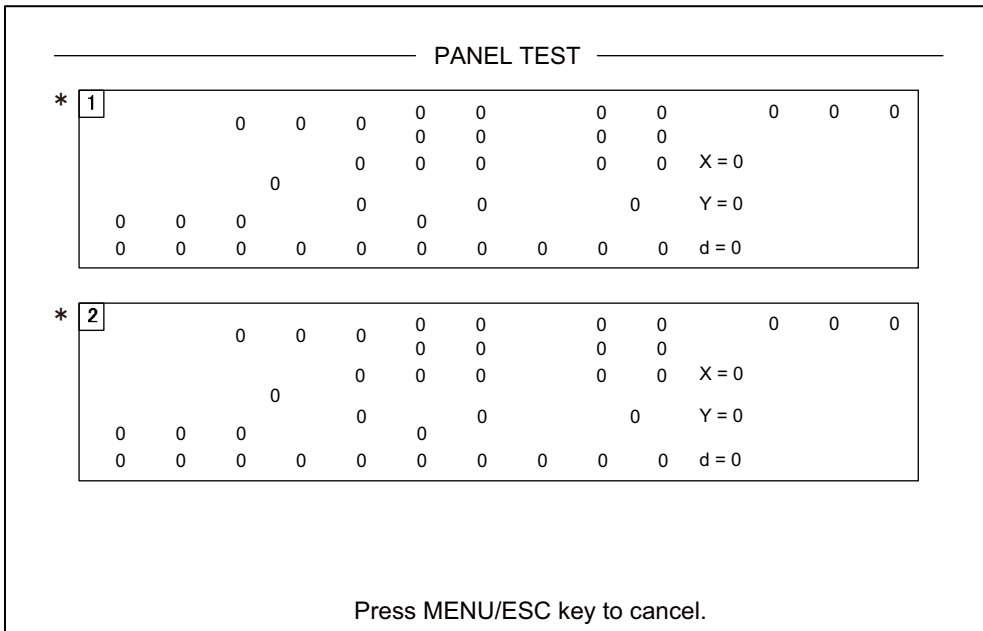 PANEL TEST
* 1
0 0 0 0 0 0 0
0 0 0
0 0 0 0
0 0 0 0 0 X = 0
0
0 0 0 Y = 0
0 0 0 0
0 0 0 0 0 0 0 0 0 0 d = 0
* 2
0 0 0 0 0 0 0
0 0 0
0 0 0 0
0 0 0 0 0 X = 0
0
0 0 0 Y = 0
0 0 0 0
0 0 0 0 0 0 0 0 0 0 d = 0
Press MENU/ESC key to cancel.